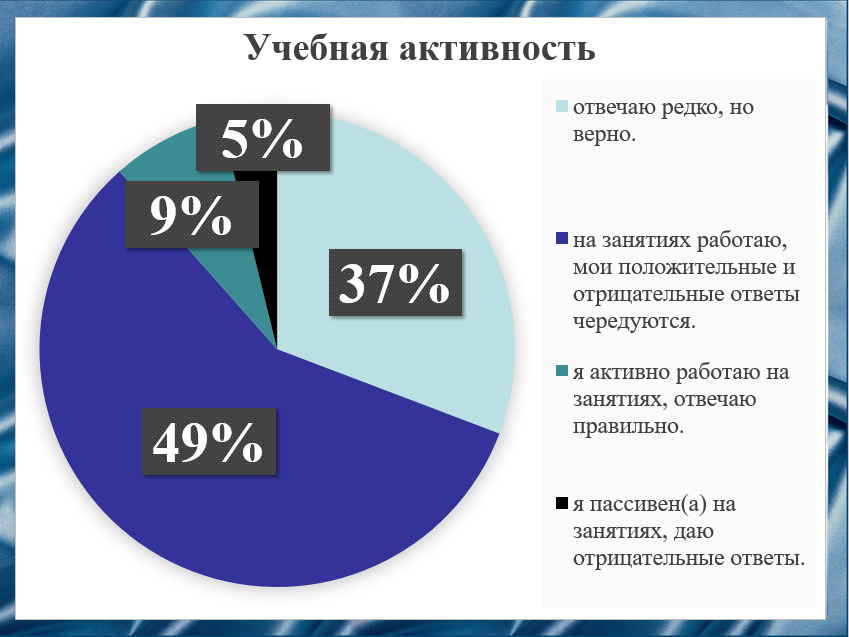 Учебная активность
5%
9%
37%
49%
отвечаю редко, но
верно.
на занятиях работаю,
мои положительные и
отрицательные ответы
чередуются.
я активно работаю на
занятиях, отвечаю
правильно.
я пассивен(а) на
занятиях, даю
отрицательные ответы.